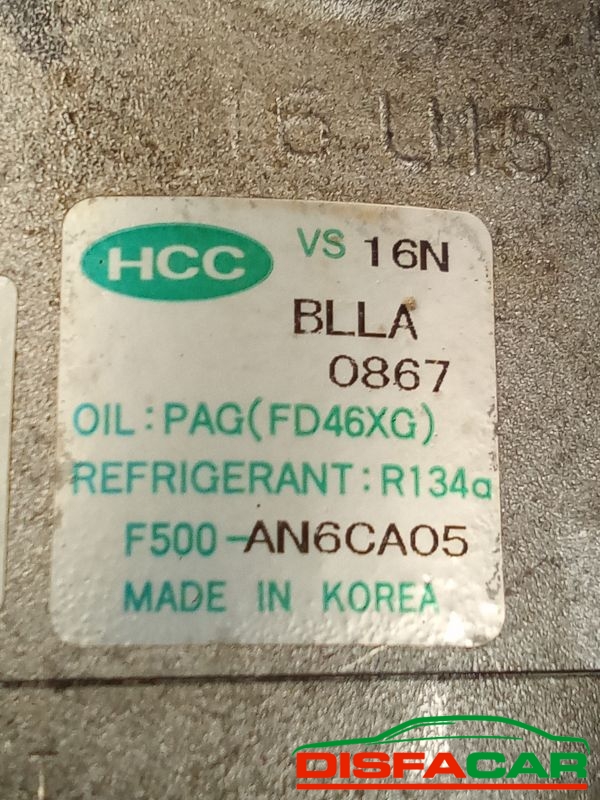 HCC VS 16N
BLLA
0867
OIL:PAG(FD46XG)
REFRIGERANT:R134a
F500-AN6CA05
MADE IN KOREA
DISFACAR